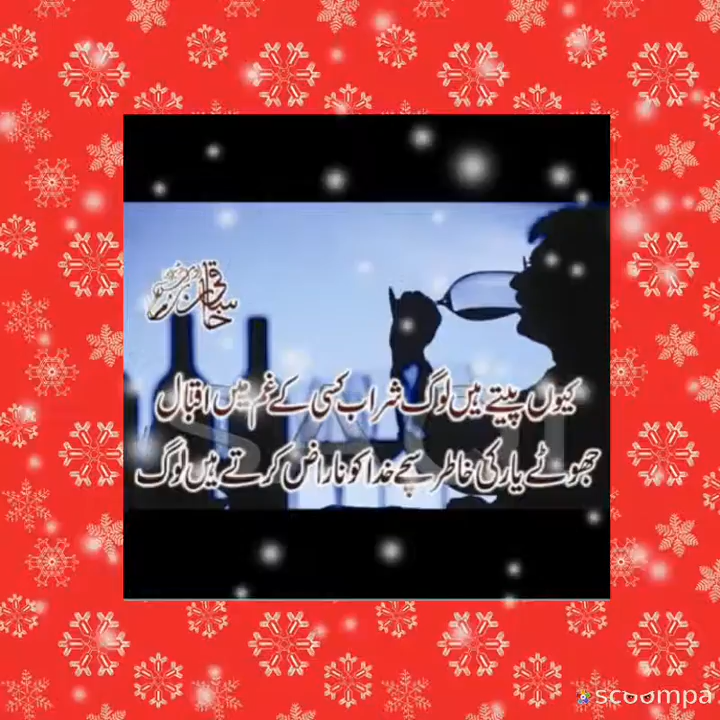 کیوں پیتے ہیں لوگ شراب کسی کے غم میں اقبال
جھوٹے یار کی خاطر سچے خدا کو ناراض کرتے ہیں لوگ
scoompa